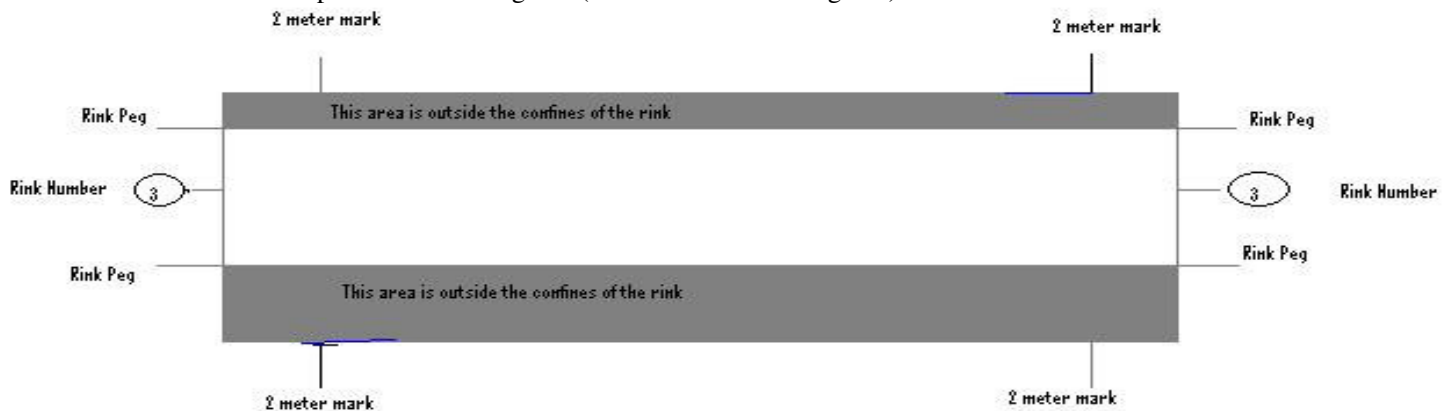 2 meter mark
2 meter mark
This area is outside the confines of the rink
Rink Peg
Rink Peg
Rink Number
3
3
Rink Number
Rink Peg
Rink Peg
This area is outside the confines of the rink
2 meter mark
2 meter mark